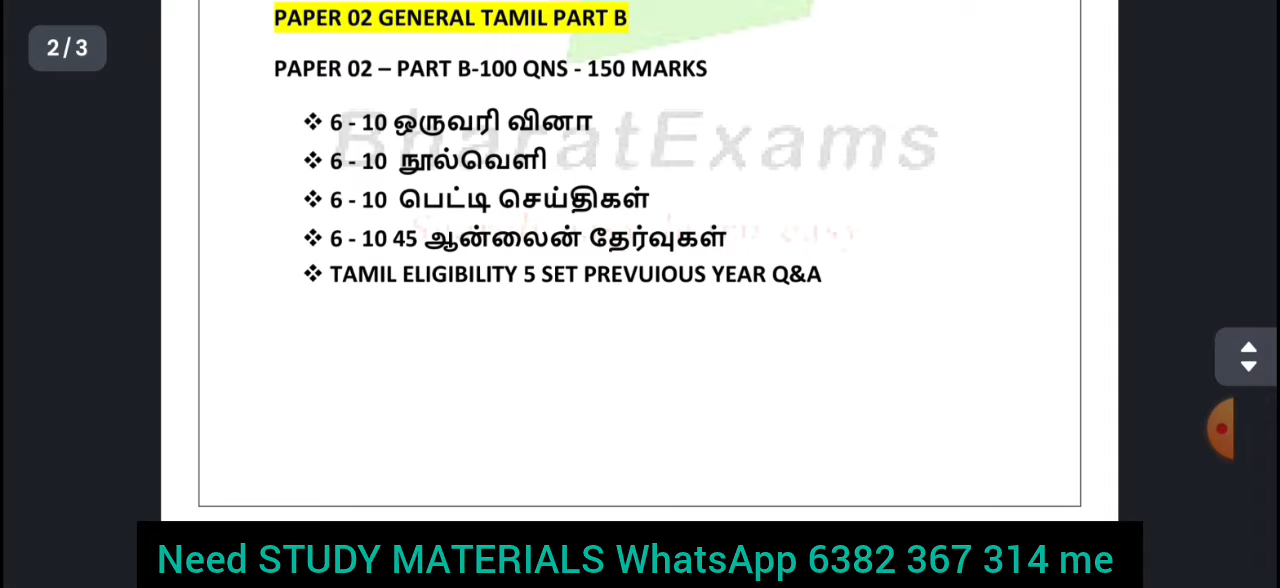 PAPER 02 GENERAL TAMIL PART B
2 / 3
PAPER 02 – PART B-100 QNS - 150 MARKS
BharatExams
❖ 6 - 10 ஒருவரி வினா
❖ 6 - 10 நூல்வெளி
❖ 6 - 10 பெட்டி செய்திகள்
❖ 6 - 10 45 ஆன்லைன் தேர்வுகள்
❖ TAMIL ELIGIBILITY 5 SET PREVUIOUS YEAR Q&A
Need STUDY MATERIALS WhatsApp 6382 367 314 me